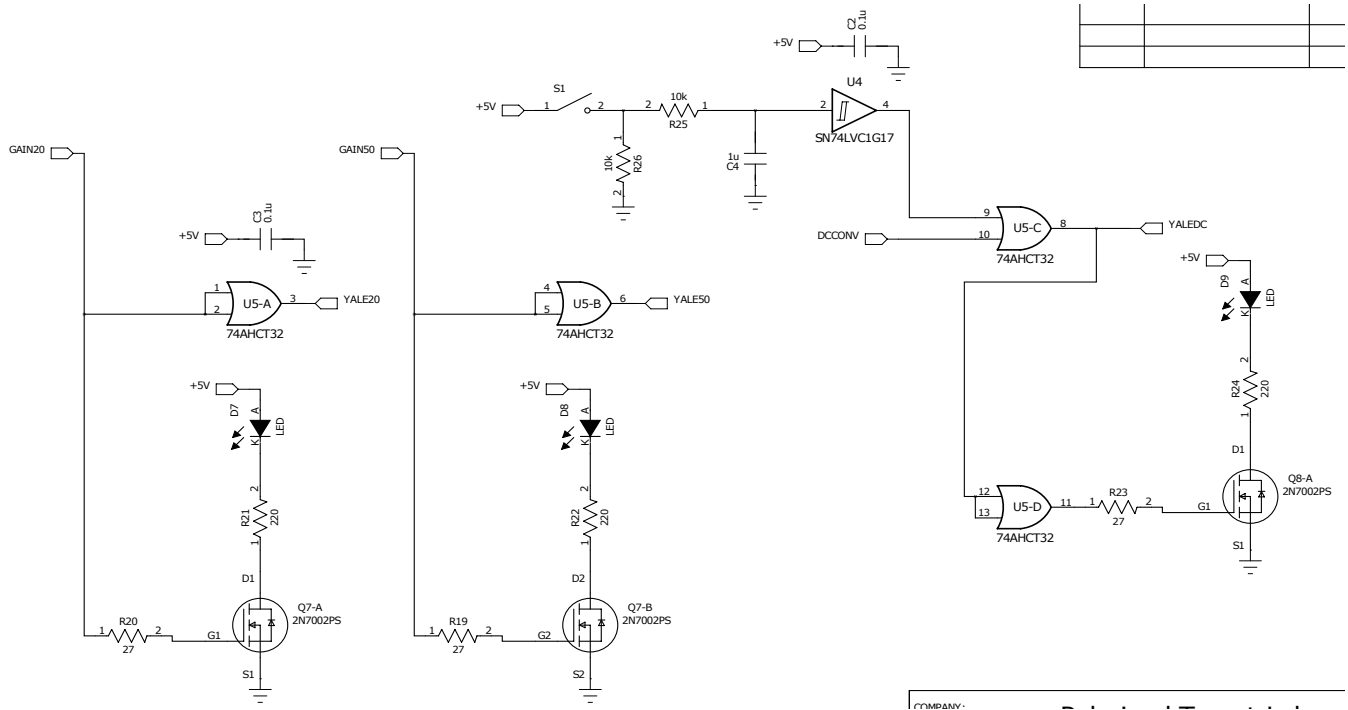 C2
0.1u
+5V
U4
S1
+5V
1
2
2
10k
1
R25
2
4
SN74LVC1G17
GAIN20
GAIN50
1
10k
R26
2
1u
C4
C3
0.1u
+5V
9
U5-C
8
YALEDC
DCCONV
10
74AHCT32
+5V
D9
A
K
LED
1
U5-A
3
YALE20
2
74AHCT32
4
U5-B
6
YALE50
5
74AHCT32
2
R24
220
1
+5V
D7
A
K
LED
+5V
D8
A
K
LED
D1
Q8-A
2N7002PS
G1
S1
2
R21
220
1
2
R22
220
1
12
U5-D
11
13
74AHCT32
1
R23
2
27
D1
Q7-A
2N7002PS
D2
Q7-B
2N7002PS
1
R20
2
27
G1
S1
1
R19
2
27
G2
S2
COMPANY: